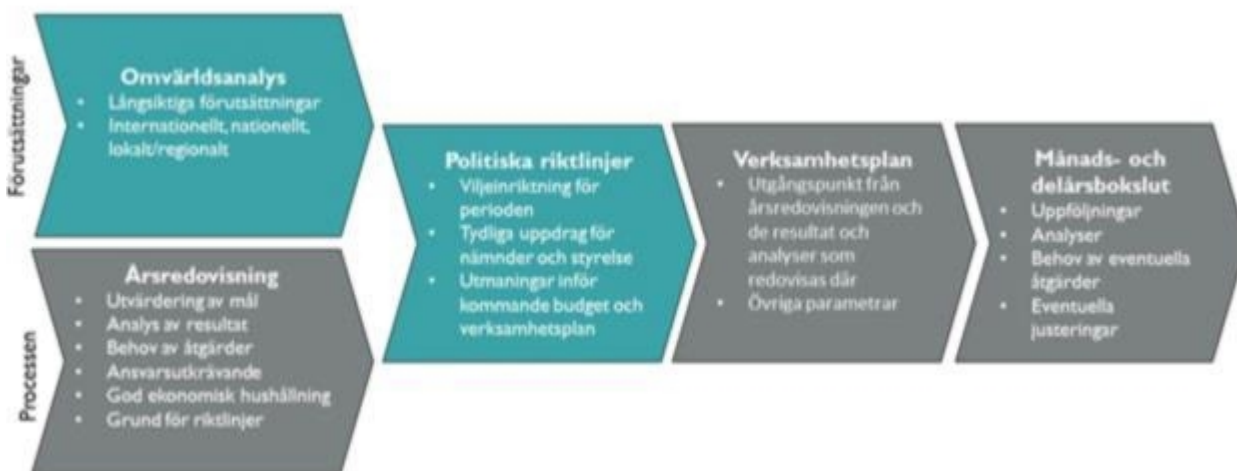 Förutsättningar
Omvärldsanalys
• Långsiktiga förutsättningar
• Internationellt, nationellt,
lokalt/regionalt
Processen
Årsredovisning
• Utvärdering av mål
• Analys av resultat
• Behov av åtgärder
• Ansvarsutkrävande
• God ekonomisk hushållning
• Grund för riktlinjer
Politiska riktlinjer
• Viljeinriktning för
perioden
• Tydliga uppdrag för
nämnder och styrelse
• Utmaningar inför
kommande budget och
verksamhetsplan
Verksamhetsplan
• Utgångspunkt från
årsredovisningen och
de resultat och
analyser som
redovisas där
• Övriga parametrar
Månads- och
delårsbokslut
• Uppföljningar
• Analyser
• Behov av eventuella
åtgärder
• Eventuella
justeringar